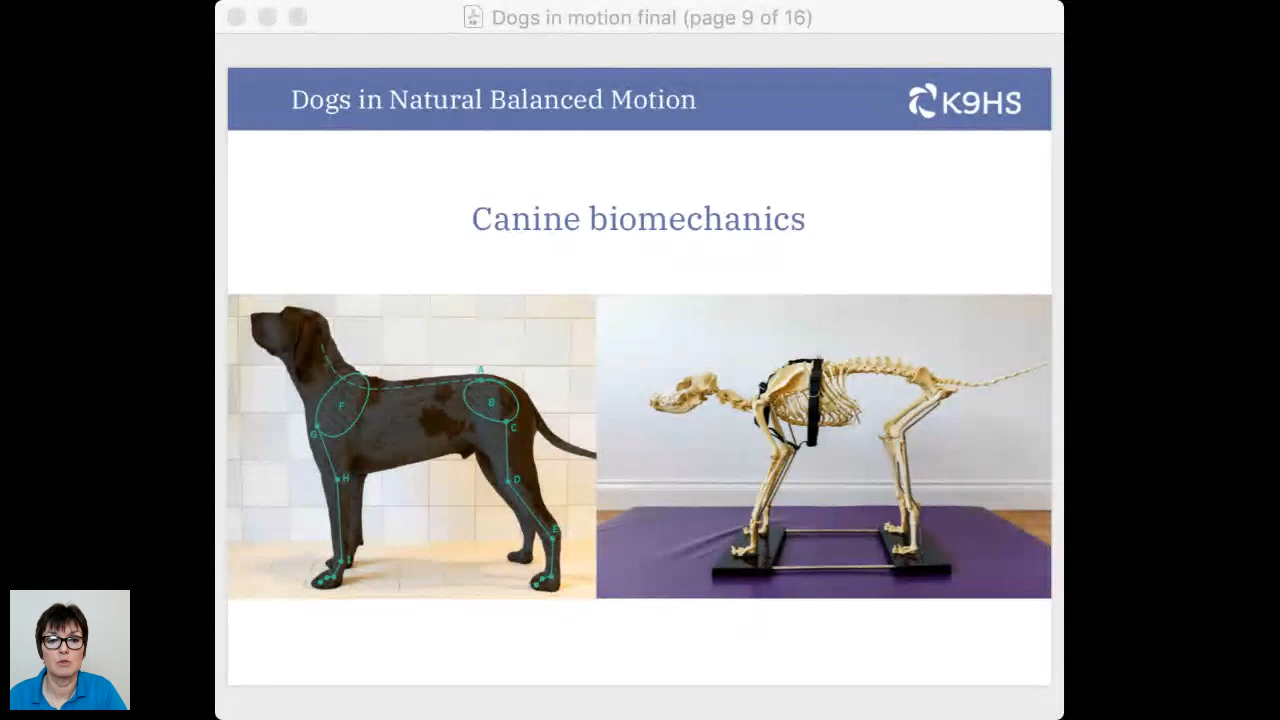 Dogs in motion final (page 9 of 16)
Dogs in Natural Balanced Motion
K9HS
Canine biomechanics
A
F
B
G
C
H
D
E
I